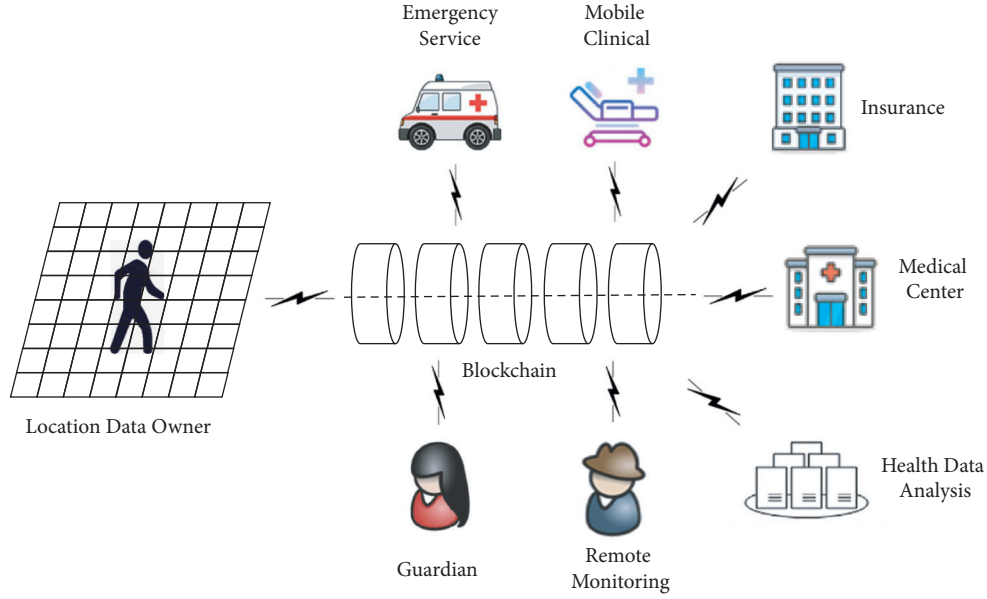 Emergency
Service
Mobile
Clinical
Insurance
Medical
Center
Blockchain
Location Data Owner
Health Data
Analysis
Guardian
Remote
Monitoring